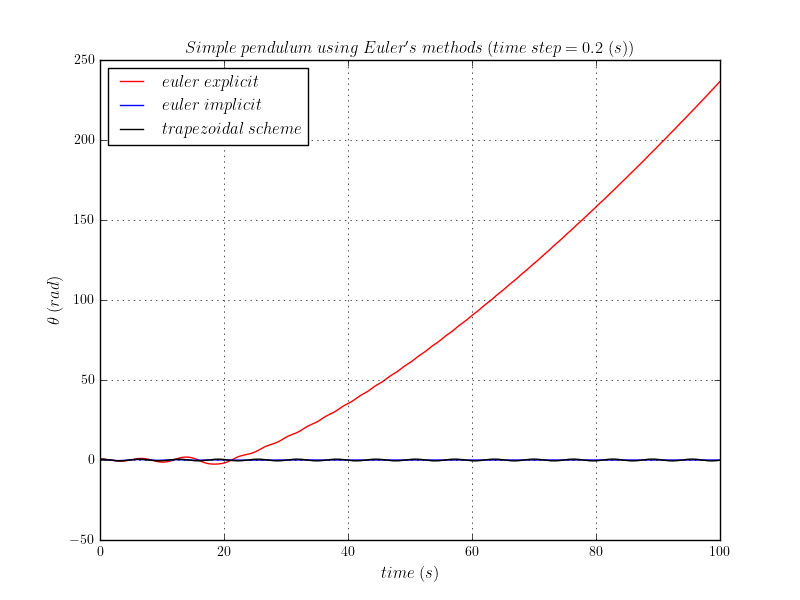 Simple pendulum using Euler's methods (time step = 0.2 (s))
250
200
150
100
50
0
−50
θ (rad)
euler explicit
euler implicit
trapezoidal scheme
0 20 40 60 80 100
time (s)